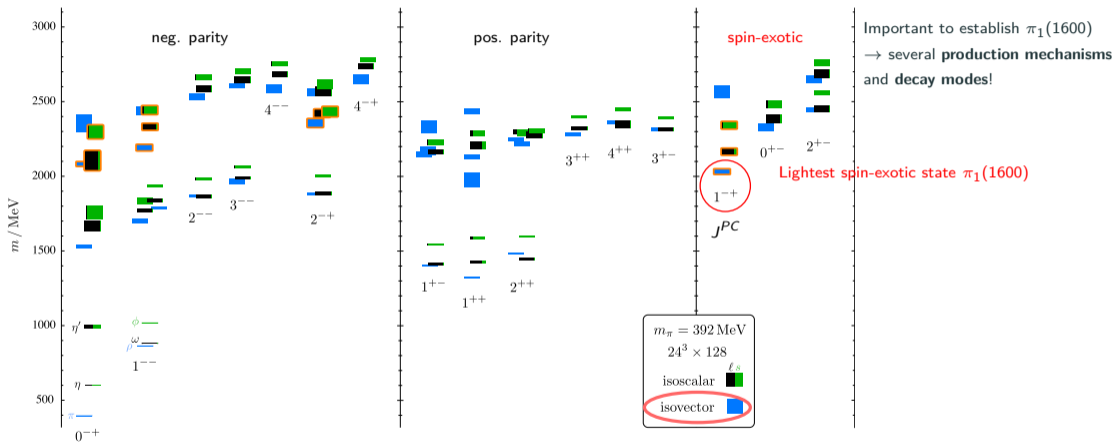 neg. parity
pos. parity
spin-exotic
Important to establish π₁(1600)
→ several production mechanisms
and decay modes!
m / MeV
3000
2500
2000
1500
1000
500
4⁻⁻
4⁻⁺
2⁻⁻
3⁻⁻
2⁻⁺
η′
ϕ
ω
ρ
1⁻⁻
η
π
0⁻⁺
3⁺⁺
4⁺⁺
3⁺⁻
1⁺⁻
1⁺⁺
2⁺⁺
0⁺⁻
2⁺⁻
1⁻⁺
Lightest spin-exotic state π₁(1600)
Jᴾꟲ
mπ = 392 MeV
24³ × 128
ℓ s
isoscalar
isovector